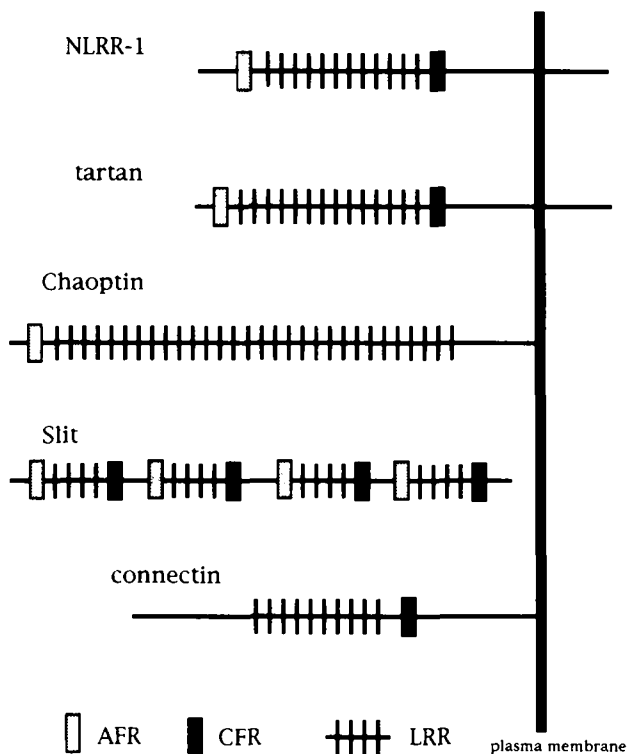 NLRR-1
tartan
Chaoptin
Slit
connectin
AFR CFR LRR plasma membrane